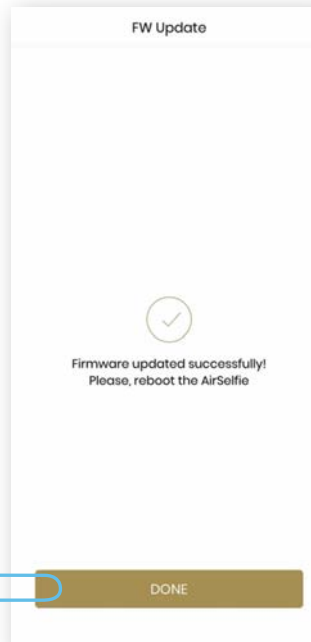 FW Update
Firmware updated successfully!
Please, reboot the AirSelfie
DONE